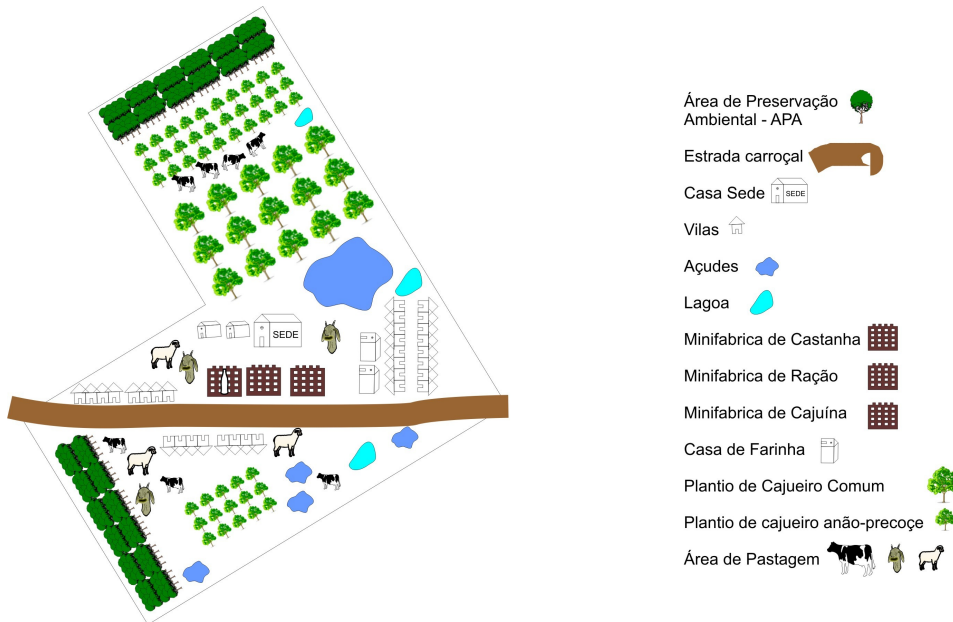 SEDE
Área de Preservação
Ambiental - APA
Estrada carroçal
Casa Sede
SEDE
Vilas
Açudes
Lagoa
Minifabrica de Castanha
Minifabrica de Ração
Minifabrica de Cajuína
Casa de Farinha
Plantio de Cajueiro Comum
Plantio de cajueiro anão-precoçe
Área de Pastagem